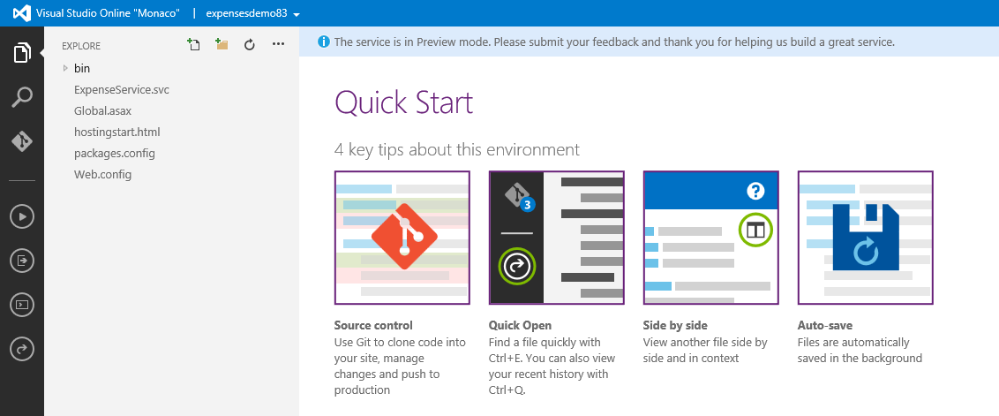 Visual Studio Online "Monaco" | expensesdemo83
EXPLORE
The service is in Preview mode. Please submit your feedback and thank you for helping us build a great service.
bin
ExpenseService.svc
Global.asax
hostingstart.html
packages.config
Web.config
Quick Start
4 key tips about this environment
3
?
Source control
Use Git to clone code into
your site, manage
changes and push to
production
Quick Open
Find a file quickly with
Ctrl+E. You can also view
your recent history with
Ctrl+Q.
Side by side
View another file side by
side and in context
Auto-save
Files are automatically
saved in the background